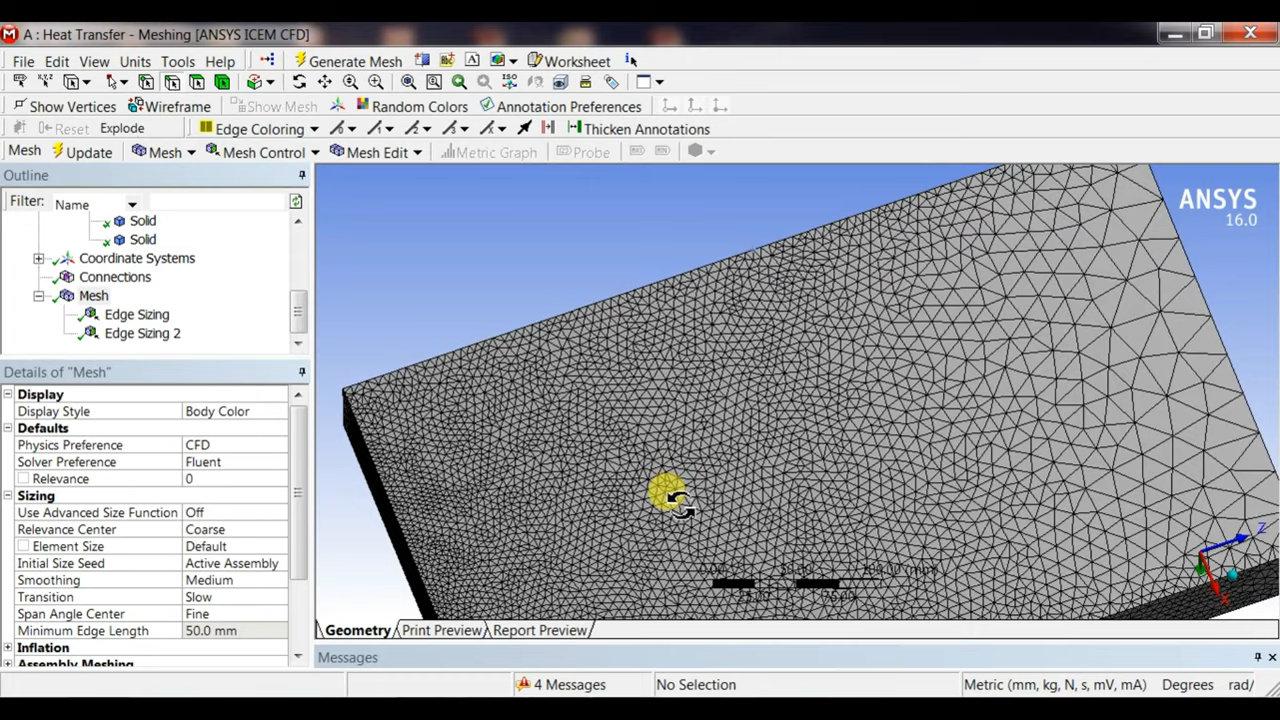 A : Heat Transfer - Meshing [ANSYS ICEM CFD]
File Edit View Units Tools Help Generate Mesh A Worksheet i
Show Vertices Wireframe Show Mesh Random Colors Annotation Preferences
Reset Explode Edge Coloring Thicken Annotations
Mesh Update Mesh Mesh Control Mesh Edit Metric Graph Probe
Outline
Filter: Name
Solid
Solid
Coordinate Systems
Connections
Mesh
Edge Sizing
Edge Sizing 2
Details of "Mesh"
Display
Display Style Body Color
Defaults
Physics Preference CFD
Solver Preference Fluent
Relevance 0
Sizing
Use Advanced Size Function Off
Relevance Center Coarse
Element Size Default
Initial Size Seed Active Assembly
Smoothing Medium
Transition Slow
Span Angle Center Fine
Minimum Edge Length 50.0 mm
Inflation
Assembly Meshing
ANSYS
16.0
Z
X
Geometry Print Preview Report Preview
Messages
4 Messages No Selection Metric (mm, kg, N, s, mV, mA) Degrees rad/